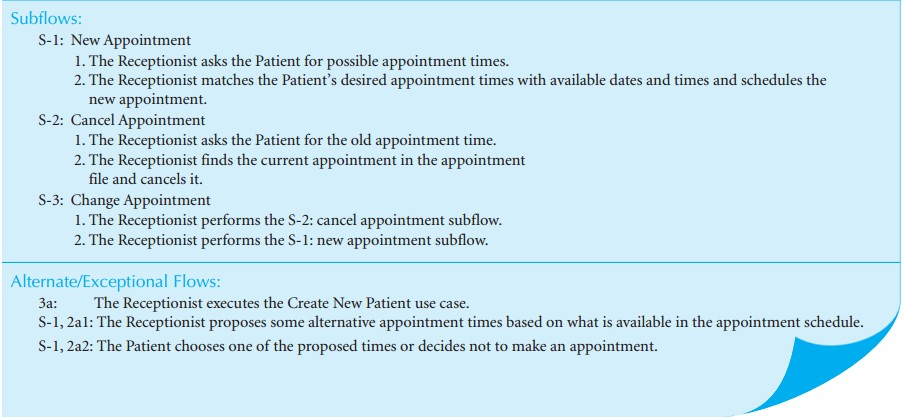 Subflows:
S-1: New Appointment
1. The Receptionist asks the Patient for possible appointment times.
2. The Receptionist matches the Patient’s desired appointment times with available dates and times and schedules the
new appointment.
S-2: Cancel Appointment
1. The Receptionist asks the Patient for the old appointment time.
2. The Receptionist finds the current appointment in the appointment
file and cancels it.
S-3: Change Appointment
1. The Receptionist performs the S-2: cancel appointment subflow.
2. The Receptionist performs the S-1: new appointment subflow.
Alternate/Exceptional Flows:
3a: The Receptionist executes the Create New Patient use case.
S-1, 2a1: The Receptionist proposes some alternative appointment times based on what is available in the appointment schedule.
S-1, 2a2: The Patient chooses one of the proposed times or decides not to make an appointment.